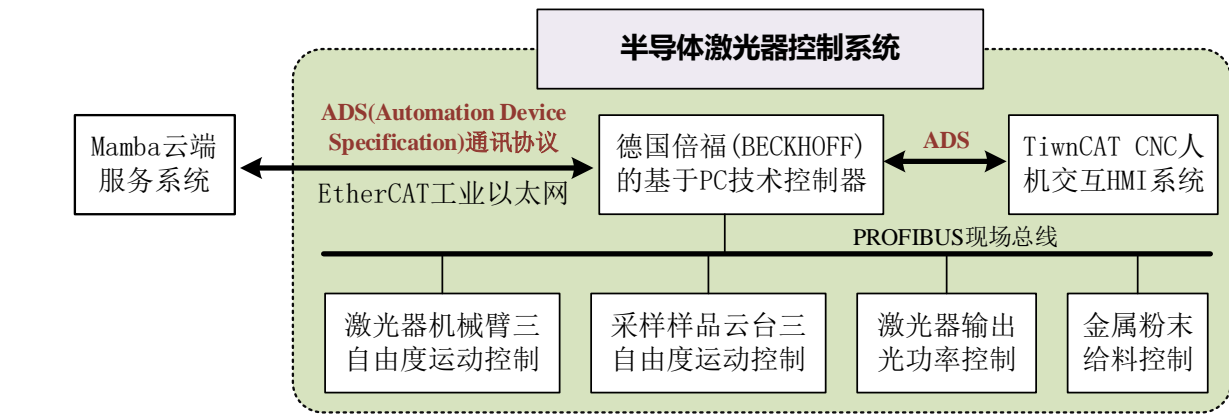 半导体激光器控制系统
ADS(Automation Device
Specification)通讯协议
Mamba云端
服务系统
EtherCAT工业以太网
德国倍福(BECKHOFF)
的基于PC技术控制器
ADS
TiwnCAT CNC人
机交互HMI系统
PROFIBUS现场总线
激光器机械臂三
自由度运动控制
采样样品云台三
自由度运动控制
激光器输出
光功率控制
金属粉末
给料控制